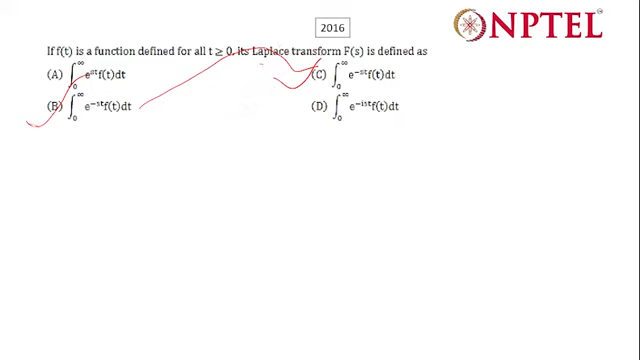 2016
NPTEL
If f(t) is a function defined for all t ≥ 0, its Laplace transform F(s) is defined as
(A) ∫₀^∞ e^{st}f(t)dt
(C) ∫₀^∞ e^{−st}f(t)dt
(B) ∫₀^∞ e^{−st}f(t)dt
(D) ∫₀^∞ e^{−ist}f(t)dt